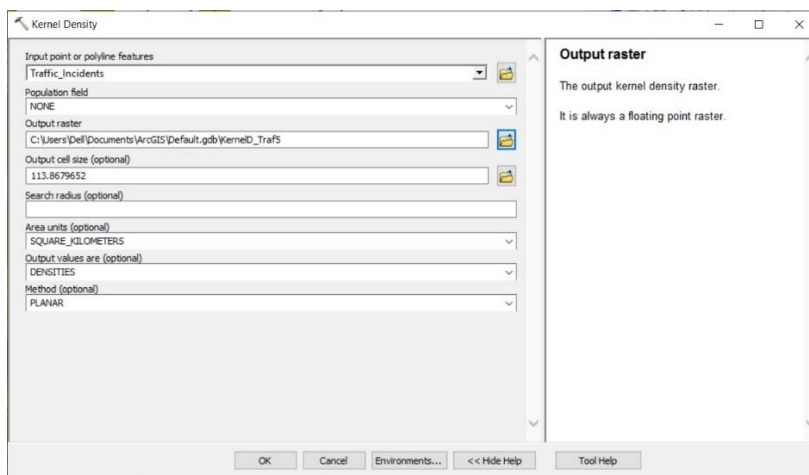 Kernel Density
Input point or polyline features
Traffic_Incidents
Population field
NONE
Output raster
C:\Users\Dell\Documents\ArcGIS\Default.gdb\KernelD_Traf5
Output cell size (optional)
113.8679652
Search radius (optional)
Area units (optional)
SQUARE_KILOMETERS
Output values are (optional)
DENSITIES
Method (optional)
PLANAR
Output raster
The output kernel density raster.
It is always a floating point raster.
OK
Cancel
Environments...
<< Hide Help
Tool Help